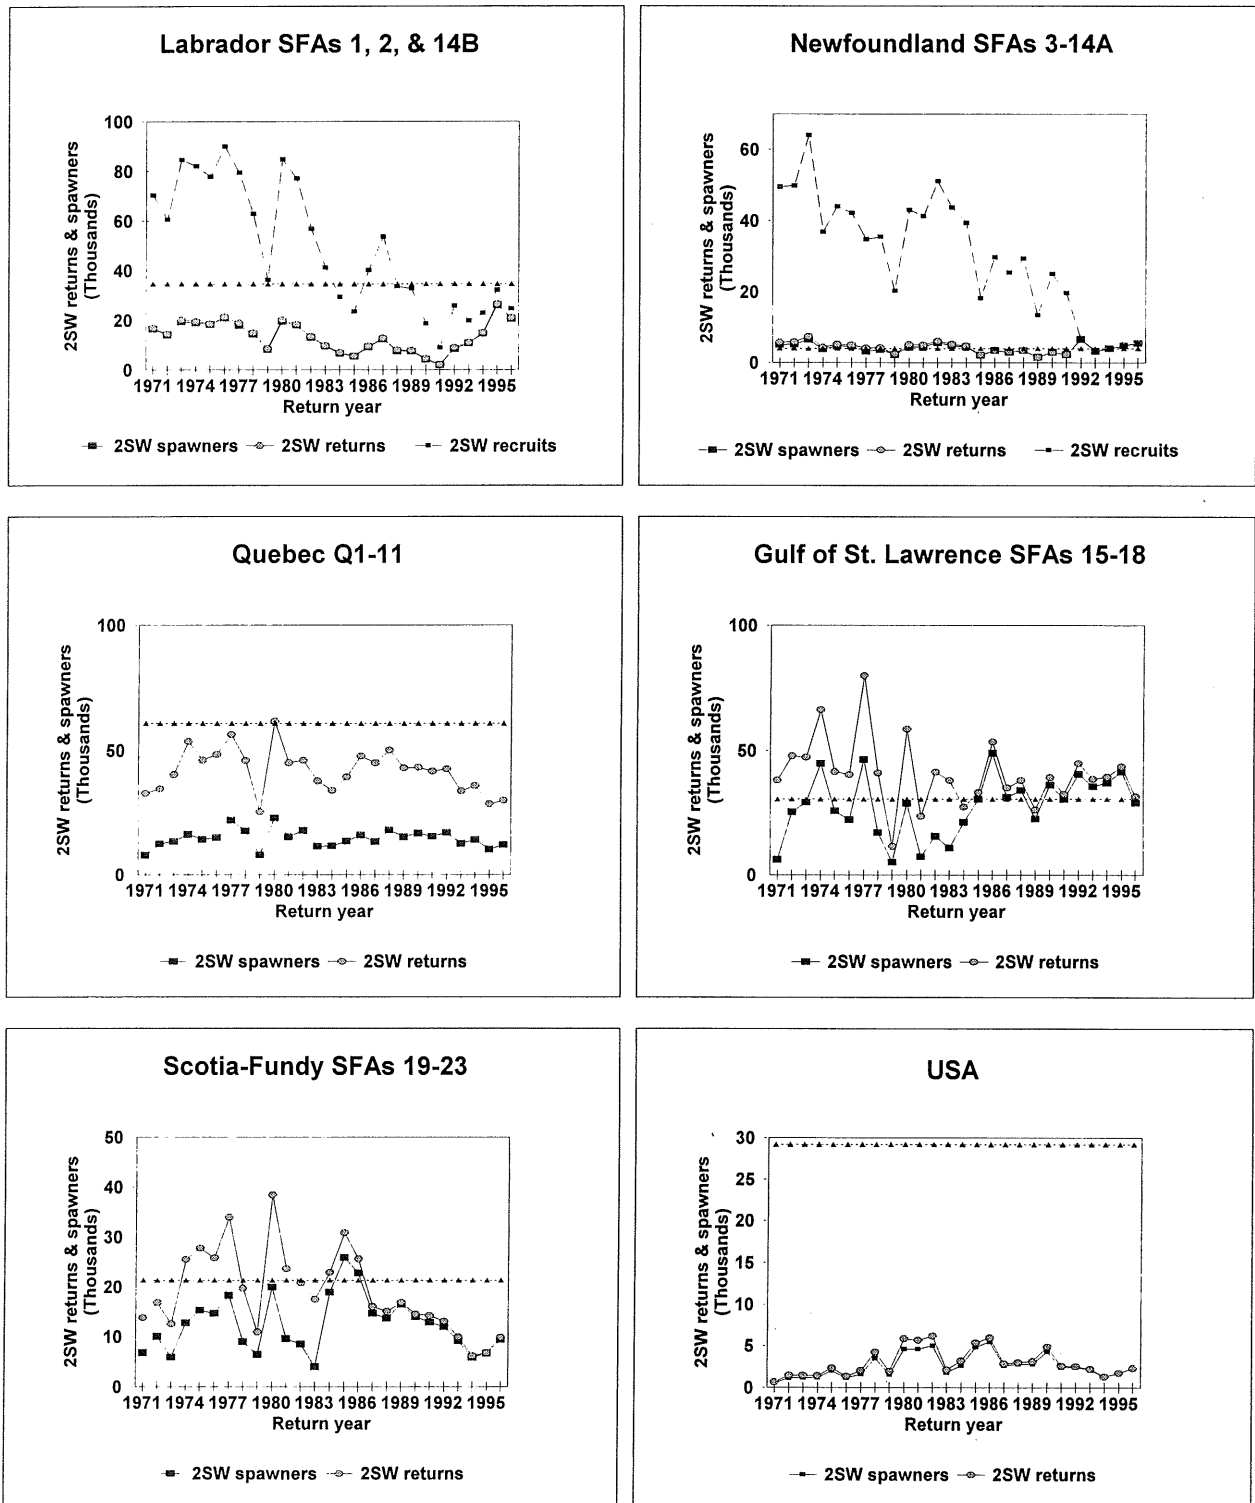 Labrador SFAs 1, 2, & 14B
2SW returns & spawners
(Thousands)
100
80
60
40
20
0
1971 1974 1977 1980 1983 1986 1989 1992 1995
Return year
2SW spawners 2SW returns 2SW recruits
Newfoundland SFAs 3-14A
2SW returns & spawners
(Thousands)
60
40
20
0
1971 1974 1977 1980 1983 1986 1989 1992 1995
Return year
2SW spawners 2SW returns 2SW recruits
Quebec Q1-11
2SW returns & spawners
(Thousands)
100
50
0
1971 1974 1977 1980 1983 1986 1989 1992 1995
Return year
2SW spawners 2SW returns
Gulf of St. Lawrence SFAs 15-18
2SW returns & spawners
(Thousands)
100
50
0
1971 1974 1977 1980 1983 1986 1989 1992 1995
Return year
2SW spawners 2SW returns
Scotia-Fundy SFAs 19-23
2SW returns & spawners
(Thousands)
50
40
30
20
10
0
1971 1974 1977 1980 1983 1986 1989 1992 1995
Return year
2SW spawners 2SW returns
USA
2SW returns & spawners
(Thousands)
30
25
20
15
10
5
0
1971 1974 1977 1980 1983 1986 1989 1992 1995
Return year
2SW spawners 2SW returns